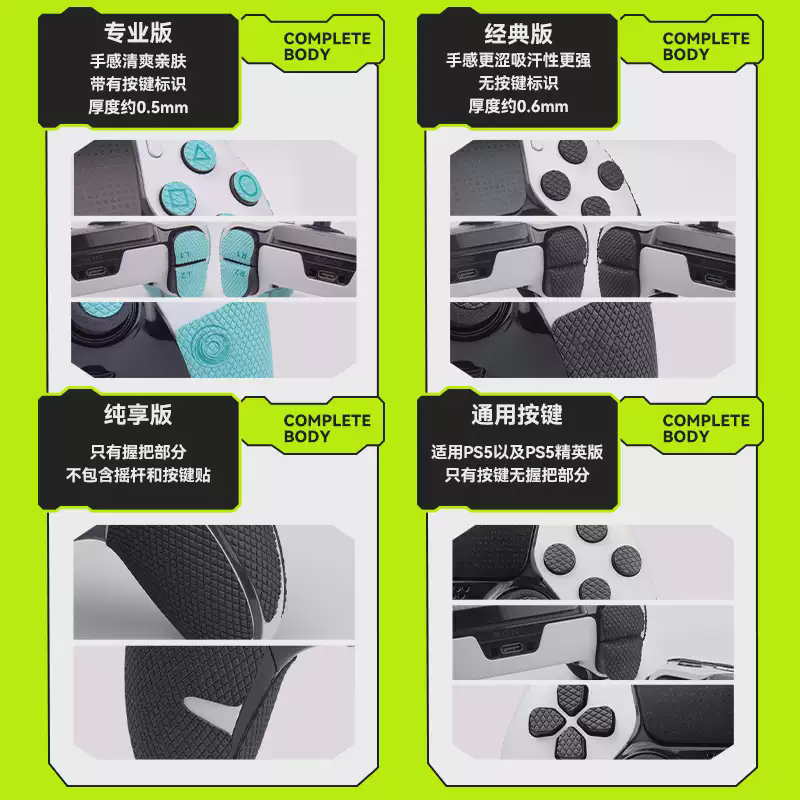 专业版
手感清爽亲肤
带有按键标识
厚度约0.5mm
COMPLETE
BODY
经典版
手感更涩吸汗性更强
无按键标识
厚度约0.6mm
COMPLETE
BODY
L1
R1
L2
R2
纯享版
只有握把部分
不包含摇杆和按键贴
COMPLETE
BODY
通用按键
适用PS5以及PS5精英版
只有按键无握把部分
COMPLETE
BODY